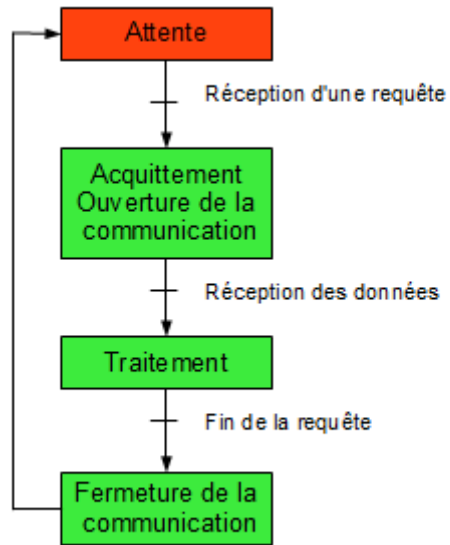 Attente
Réception d'une requête
Acquittement
Ouverture de la
communication
Réception des données
Traitement
Fin de la requête
Fermeture de la
communication